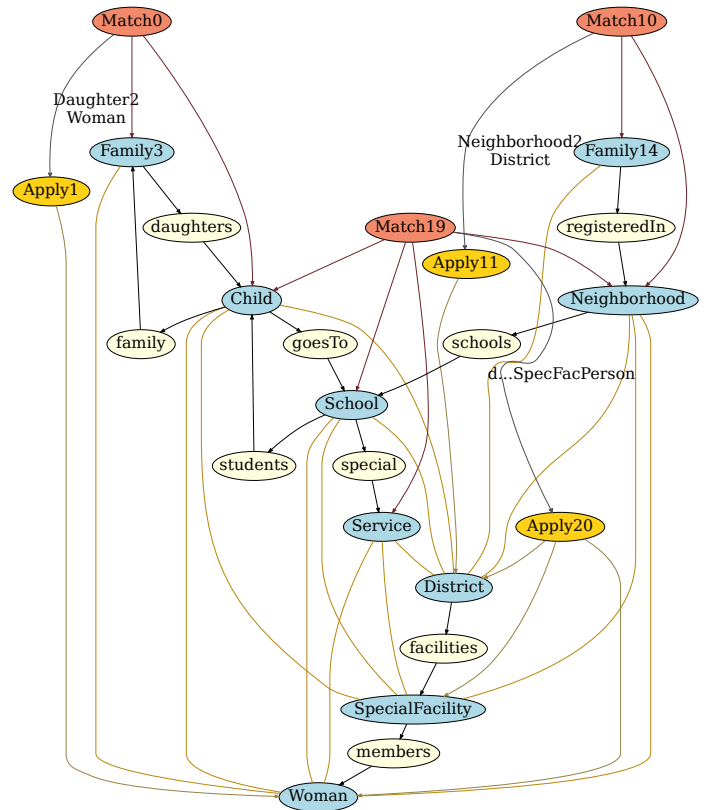 Match0
Match10
Daughter2
Woman
Neighborhood2
District
Family3
Family14
Apply1
daughters
Match19
registeredIn
Apply11
Child
Neighborhood
family
goesTo
schools
d...SpecFacPerson
School
students
special
Service
Apply20
District
facilities
SpecialFacility
members
Woman